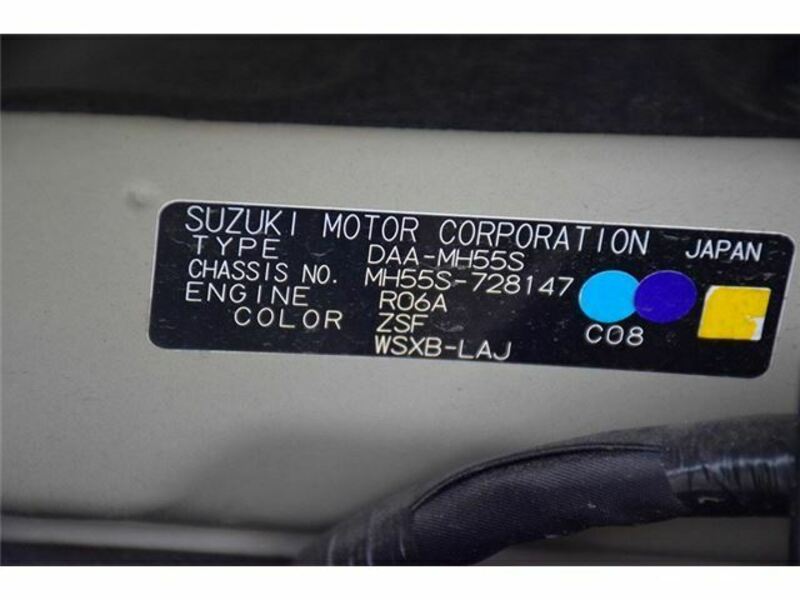 SUZUKI MOTOR CORPORATION JAPAN
TYPE DAA-MH55S
CHASSIS NO. MH55S-728147
ENGINE R06A
COLOR ZSF C08
WSXB-LAJ